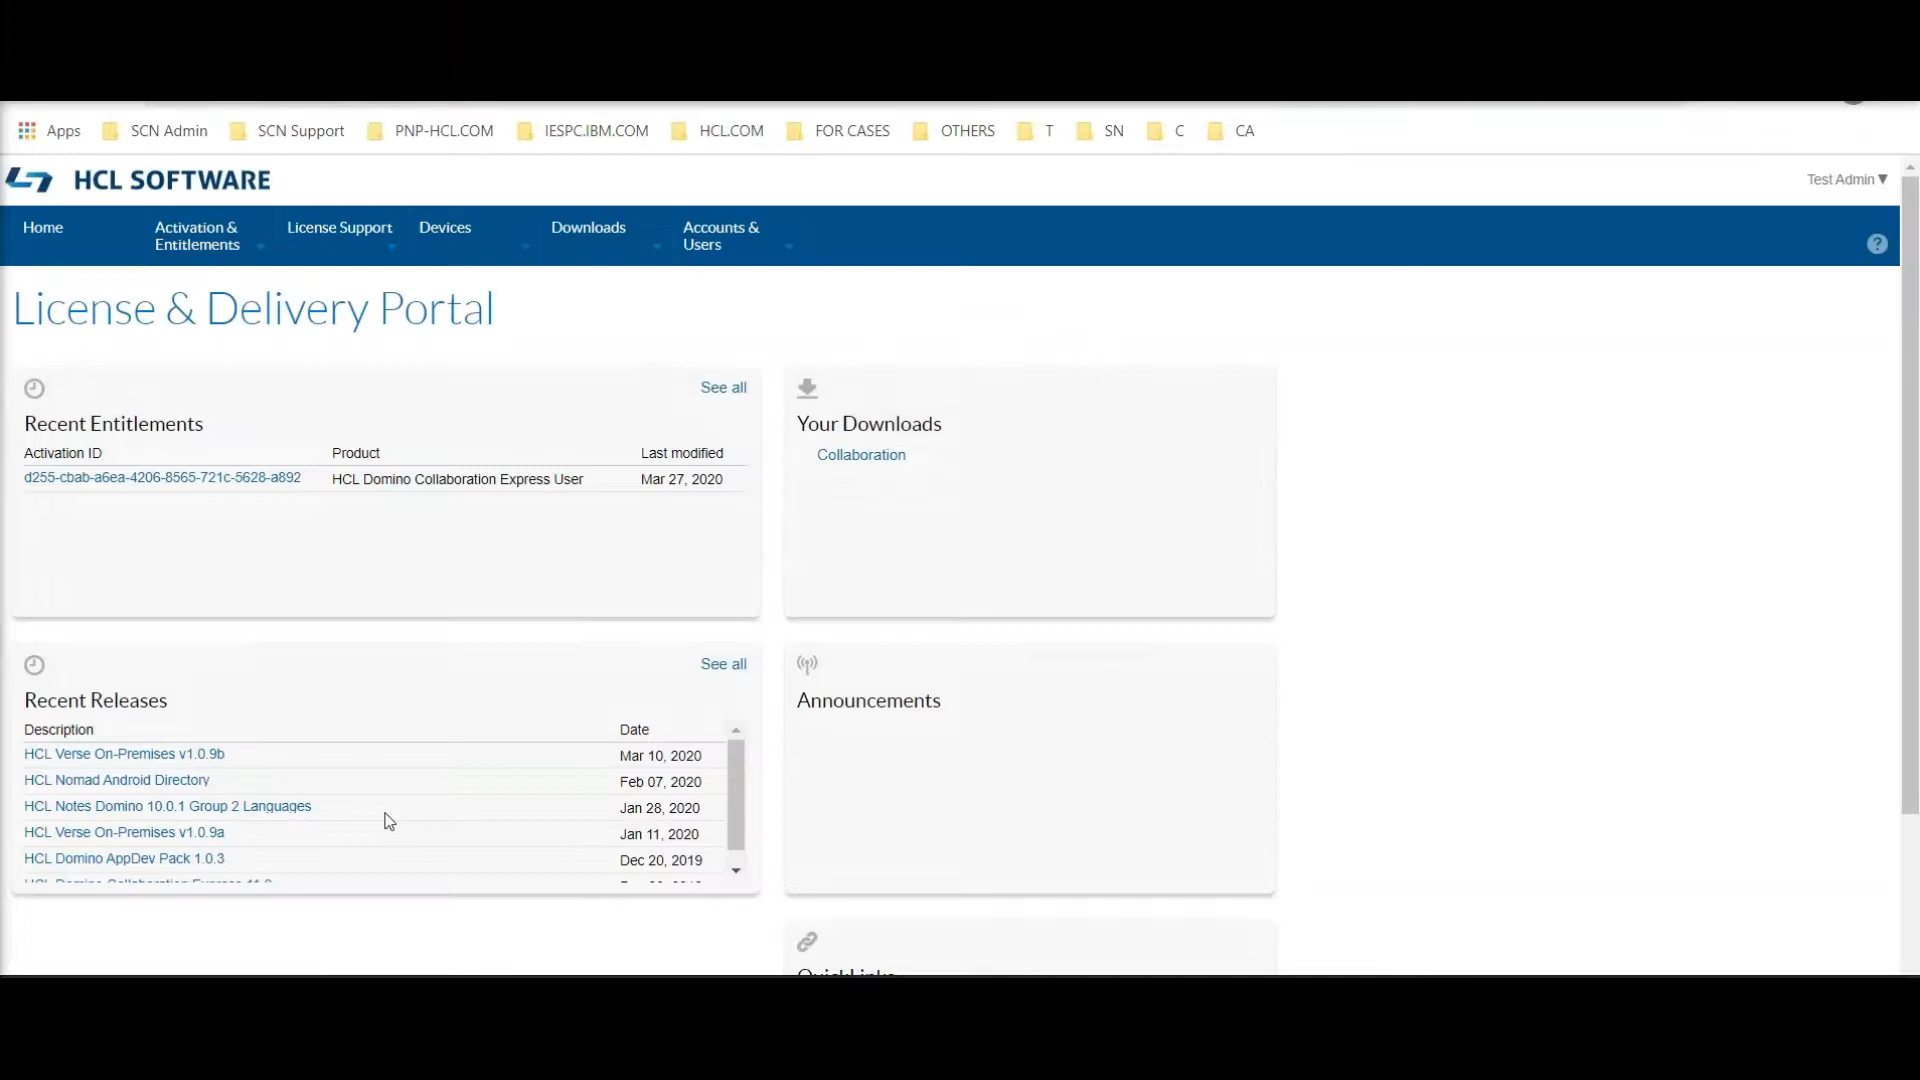 Apps SCN Admin SCN Support PNP-HCL.COM IESPC.IBM.COM HCL.COM FOR CASES OTHERS T SN C CA
HCL SOFTWARE
Test Admin
Home
Activation &
Entitlements
License Support
Devices
Downloads
Accounts &
Users
?
License & Delivery Portal
See all
Recent Entitlements
Activation ID Product Last modified
d255-cbab-a6ea-4206-8565-721c-5628-a892 HCL Domino Collaboration Express User Mar 27, 2020
Your Downloads
Collaboration
See all
Recent Releases
Description Date
HCL Verse On-Premises v1.0.9b Mar 10, 2020
HCL Nomad Android Directory Feb 07, 2020
HCL Notes Domino 10.0.1 Group 2 Languages Jan 28, 2020
HCL Verse On-Premises v1.0.9a Jan 11, 2020
HCL Domino AppDev Pack 1.0.3 Dec 20, 2019
HCL Domino Collaboration Express
Announcements
QuickLinks